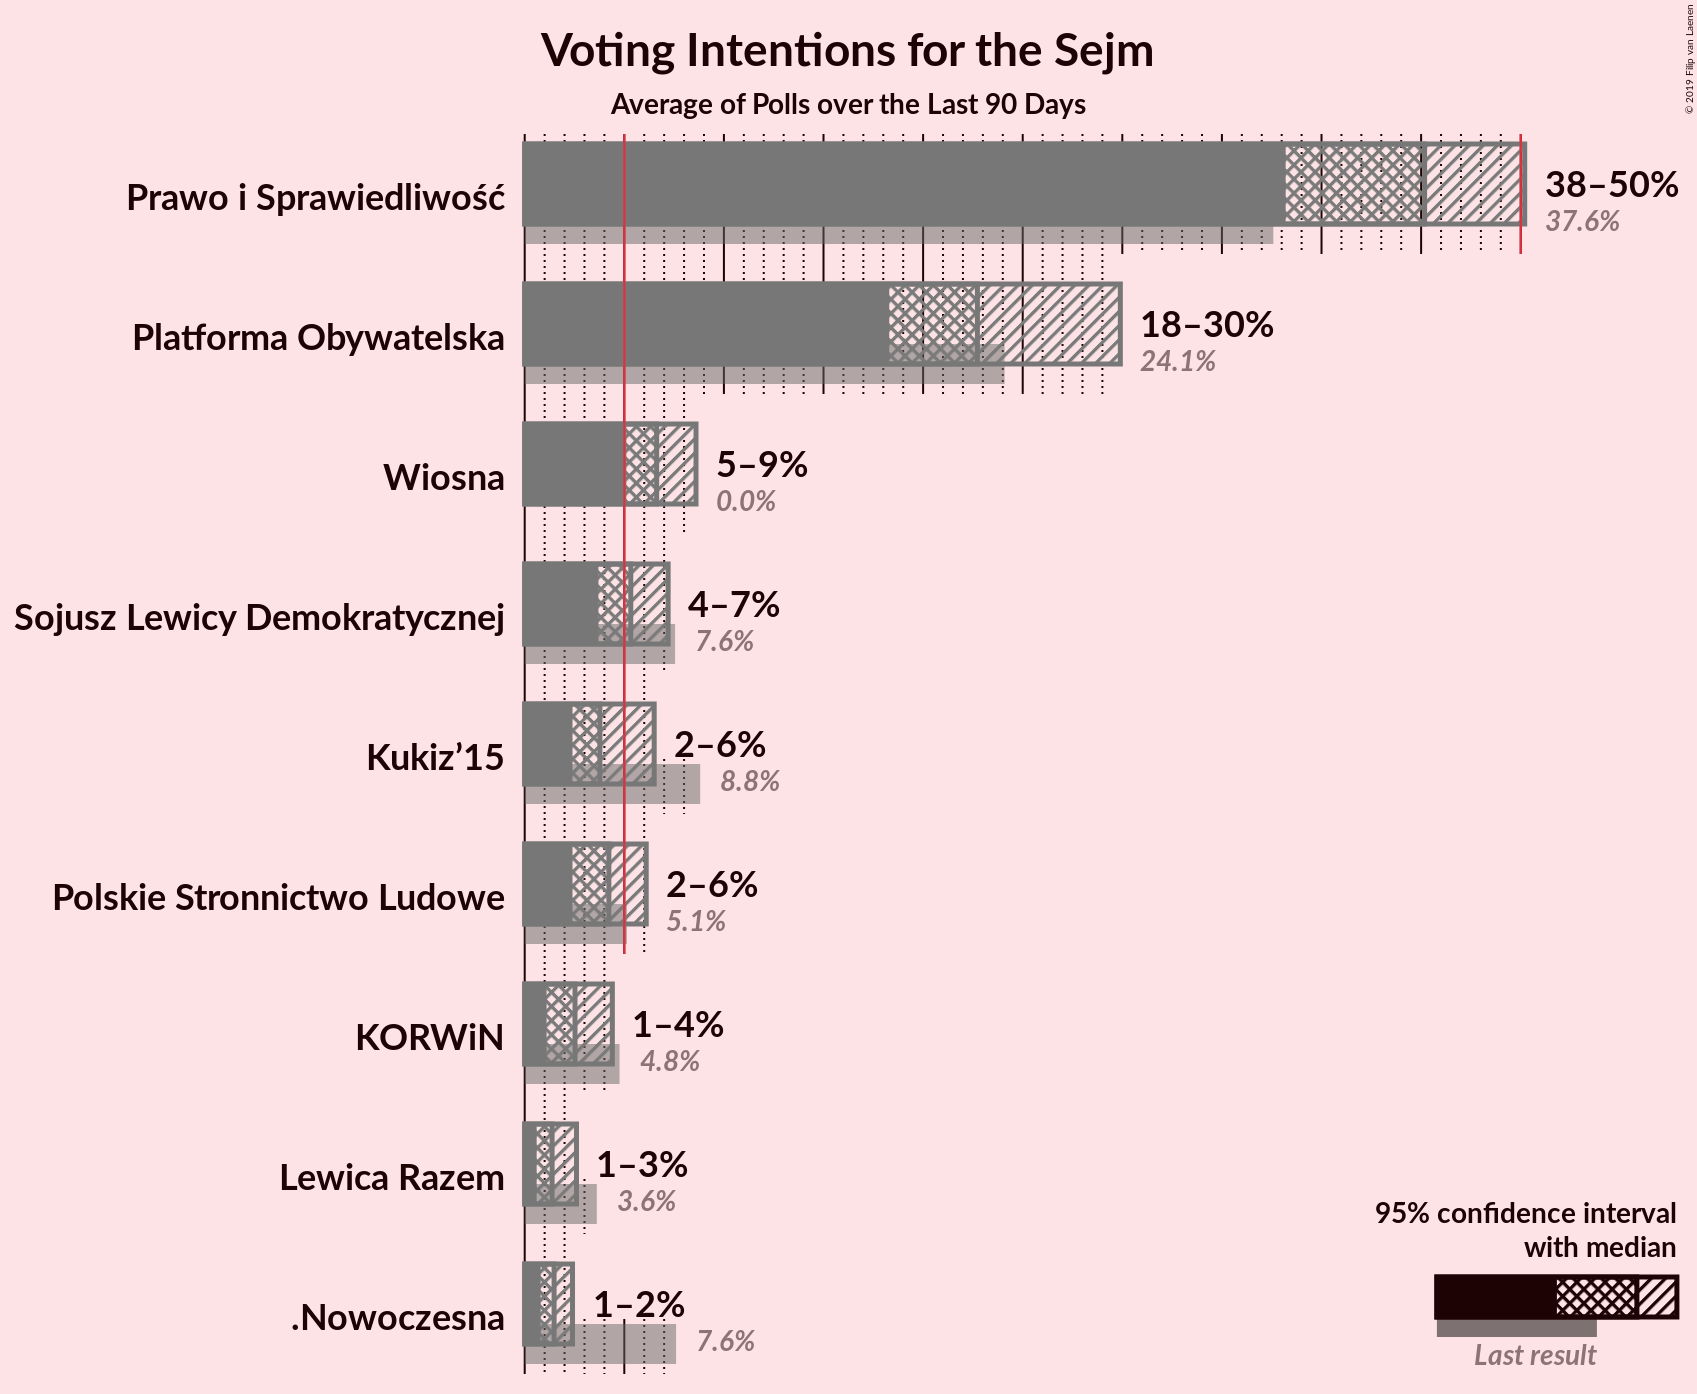 Voting Intentions for the Sejm
Average of Polls over the Last 90 Days
© 2019 Filip van Laenen
Prawo i Sprawiedliwość
38–50%
37.6%
Platforma Obywatelska
18–30%
24.1%
Wiosna
5–9%
0.0%
Sojusz Lewicy Demokratycznej
4–7%
7.6%
Kukiz’15
2–6%
8.8%
Polskie Stronnictwo Ludowe
2–6%
5.1%
KORWiN
1–4%
4.8%
Lewica Razem
1–3%
3.6%
.Nowoczesna
1–2%
7.6%
95% confidence interval
with median
Last result